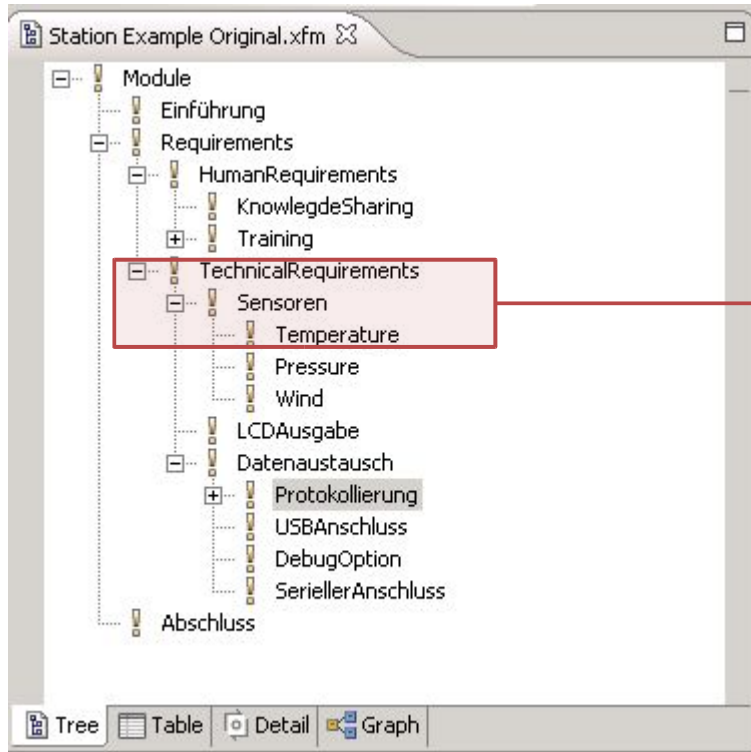 Station Example Original.xfm
Module
Einführung
Requirements
HumanRequirements
KnowlegdeSharing
Training
TechnicalRequirements
Sensoren
Temperature
Pressure
Wind
LCDAusgabe
Datenaustausch
Protokollierung
USBAnschluss
DebugOption
SeriellerAnschluss
Abschluss
Tree Table Detail Graph